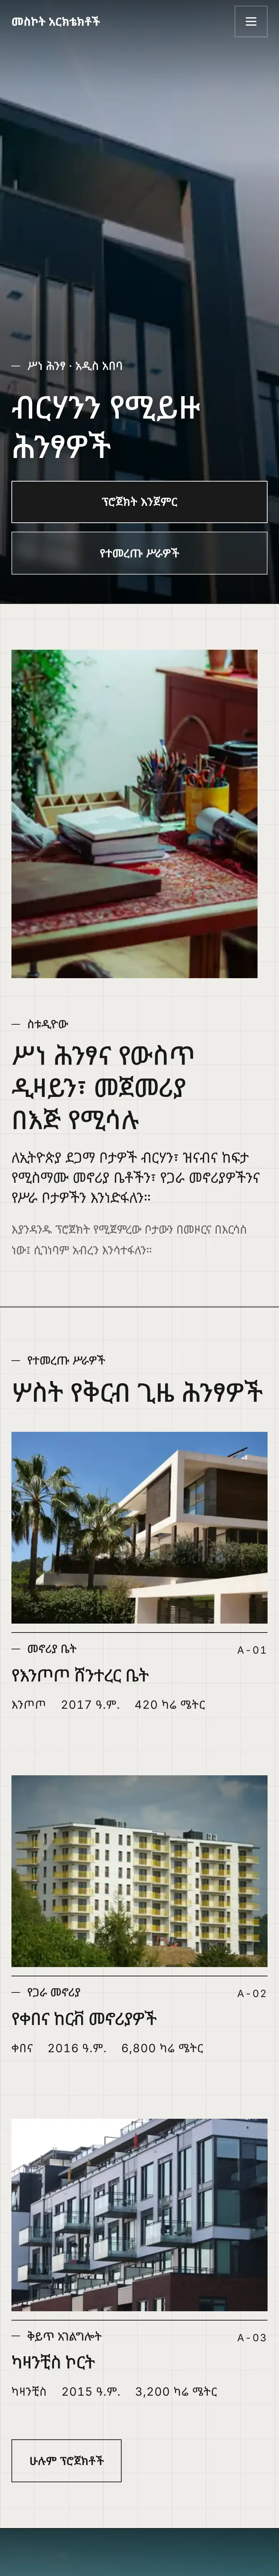 መስኮት አርክቴክቶች
— ሥነ ሕንፃ · አዲስ አበባ
ብርሃንን የሚይዙ
ሕንፃዎች
ፕሮጀክት እንጀምር
የተመረጡ ሥራዎች
— ስቱዲዮው
ሥነ ሕንፃና የውስጥ
ዲዛይን፣ መጀመሪያ
በእጅ የሚሳሉ
ለኢትዮጵያ ደጋማ ቦታዎች ብርሃን፣ ዝናብና ከፍታ
የሚስማሙ መኖሪያ ቤቶችን፣ የጋራ መኖሪያዎችንና
የሥራ ቦታዎችን እንነድፋለን።
እያንዳንዱ ፕሮጀክት የሚጀምረው ቦታውን በመዞርና በእርሳስ
ነው፤ ሲገነባም አብረን እንሳተፋለን።
— የተመረጡ ሥራዎች
ሦስት የቅርብ ጊዜ ሕንፃዎች
— መኖሪያ ቤት A-01
የእንጦጦ ሸንተረር ቤት
እንጦጦ 2017 ዓ.ም. 420 ካሬ ሜትር
— የጋራ መኖሪያ A-02
የቀበና ከርቭ መኖሪያዎች
ቀበና 2016 ዓ.ም. 6,800 ካሬ ሜትር
— ቅይጥ አገልግሎት A-03
ካዛንቺስ ኮርት
ካዛንቺስ 2015 ዓ.ም. 3,200 ካሬ ሜትር
ሁሉም ፕሮጀክቶች